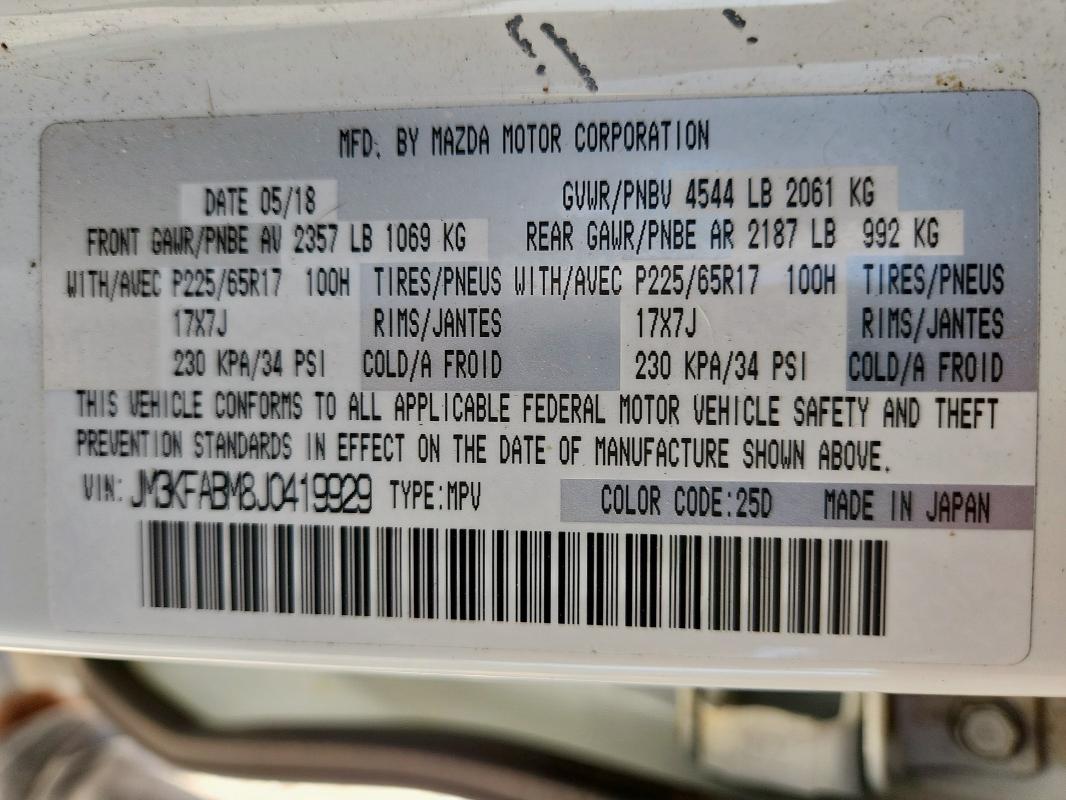 MFD. BY MAZDA MOTOR CORPORATION
DATE 05/18 GVWR/PNBV 4544 LB 2061 KG
FRONT GAWR/PNBE AV 2357 LB 1069 KG REAR GAWR/PNBE AR 2187 LB 992 KG
WITH/AVEC P225/65R17 100H TIRES/PNEUS WITH/AVEC P225/65R17 100H TIRES/PNEUS
17X7J RIMS/JANTES 17X7J RIMS/JANTES
230 KPA/34 PSI COLD/A FROID 230 KPA/34 PSI COLD/A FROID
THIS VEHICLE CONFORMS TO ALL APPLICABLE FEDERAL MOTOR VEHICLE SAFETY AND THEFT
PREVENTION STANDARDS IN EFFECT ON THE DATE OF MANUFACTURE SHOWN ABOVE.
VIN: JM3KFABM8J0419929 TYPE:MPV COLOR CODE:25D MADE IN JAPAN